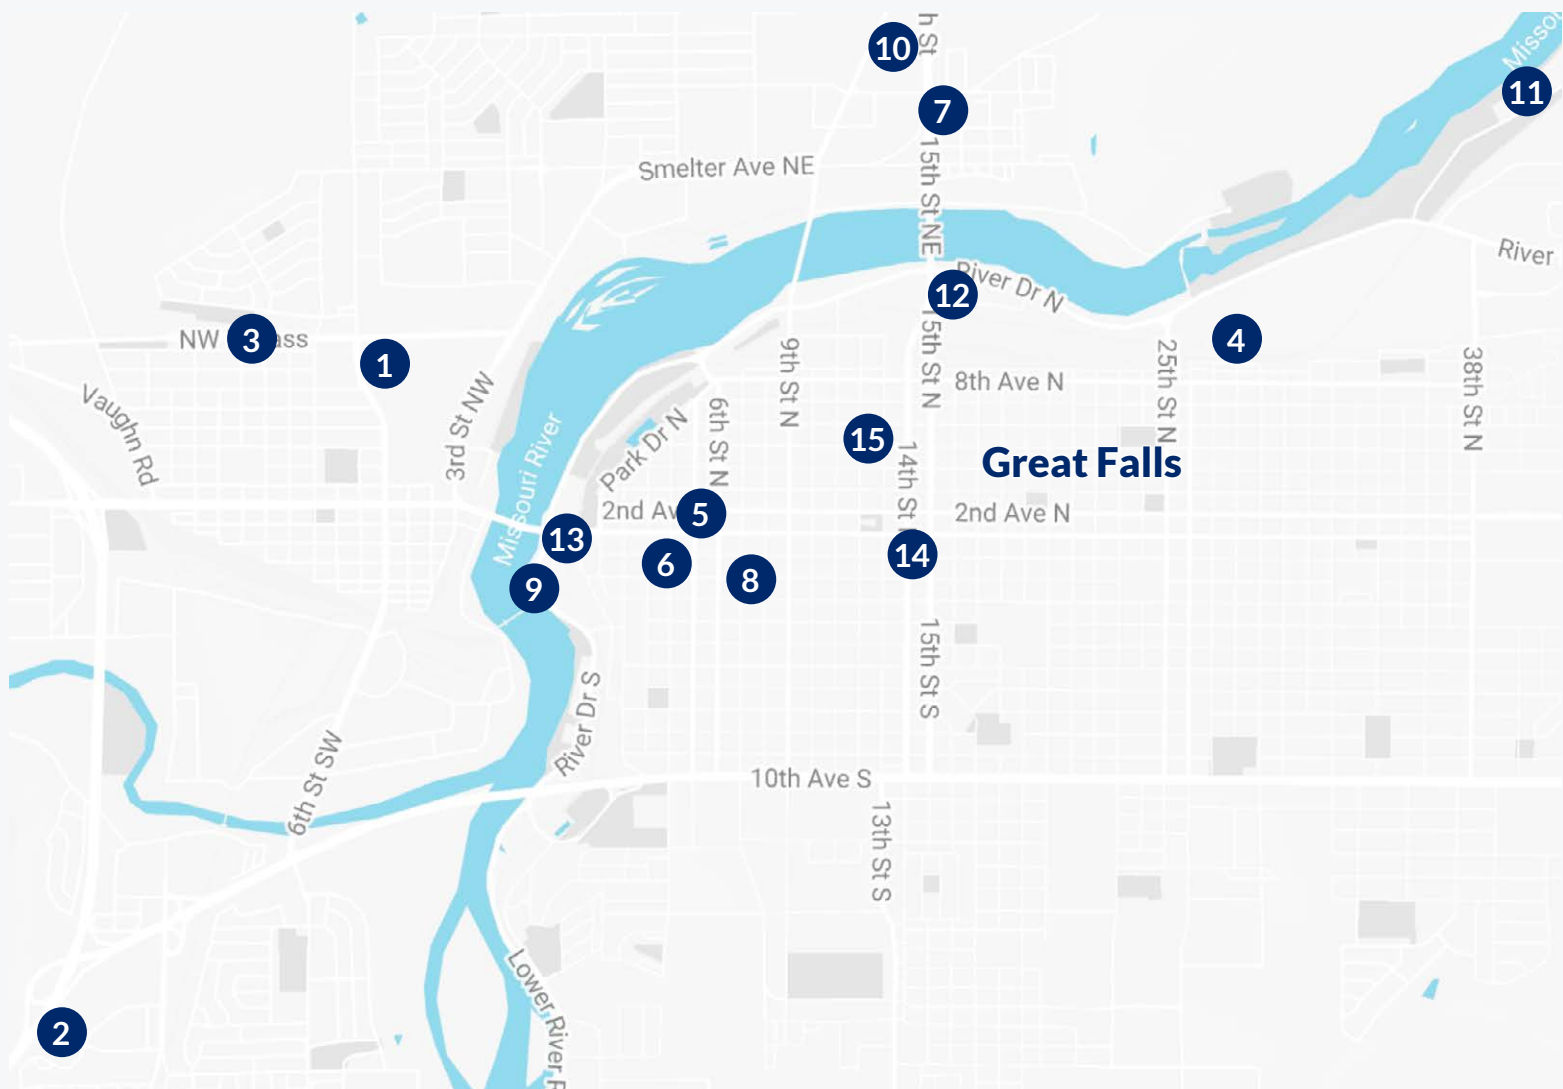 h St
Misso
10
11
7
15th St NE
Smelter Ave NE
River
River Dr N
12
NW
3
ass
1
4
15th St N
9th St N
25th St N
38th St N
Vaughn Rd
3rd St NW
8th Ave N
6th St N
Park Dr N
15
14th St
Great Falls
Missouri River
2nd Av
5
2nd Ave N
13
6
8
14
9
15th St S
River Dr S
6th St SW
10th Ave S
13th St S
Lower River R
2